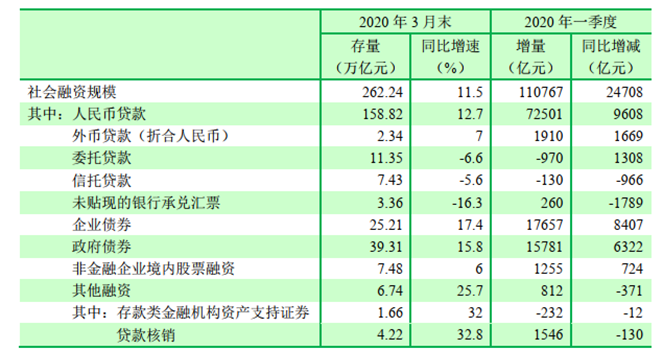 2020 年 3 月末 2020 年一季度
存量 同比增速 增量 同比增减
（万亿元） （%） （亿元） （亿元）
社会融资规模 262.24 11.5 110767 24708
其中：人民币贷款 158.82 12.7 72501 9608
外币贷款（折合人民币） 2.34 7 1910 1669
委托贷款 11.35 -6.6 -970 1308
信托贷款 7.43 -5.6 -130 -966
未贴现的银行承兑汇票 3.36 -16.3 260 -1789
企业债券 25.21 17.4 17657 8407
政府债券 39.31 15.8 15781 6322
非金融企业境内股票融资 7.48 6 1255 724
其他融资 6.74 25.7 812 -371
其中：存款类金融机构资产支持证券 1.66 32 -232 -12
贷款核销 4.22 32.8 1546 -130